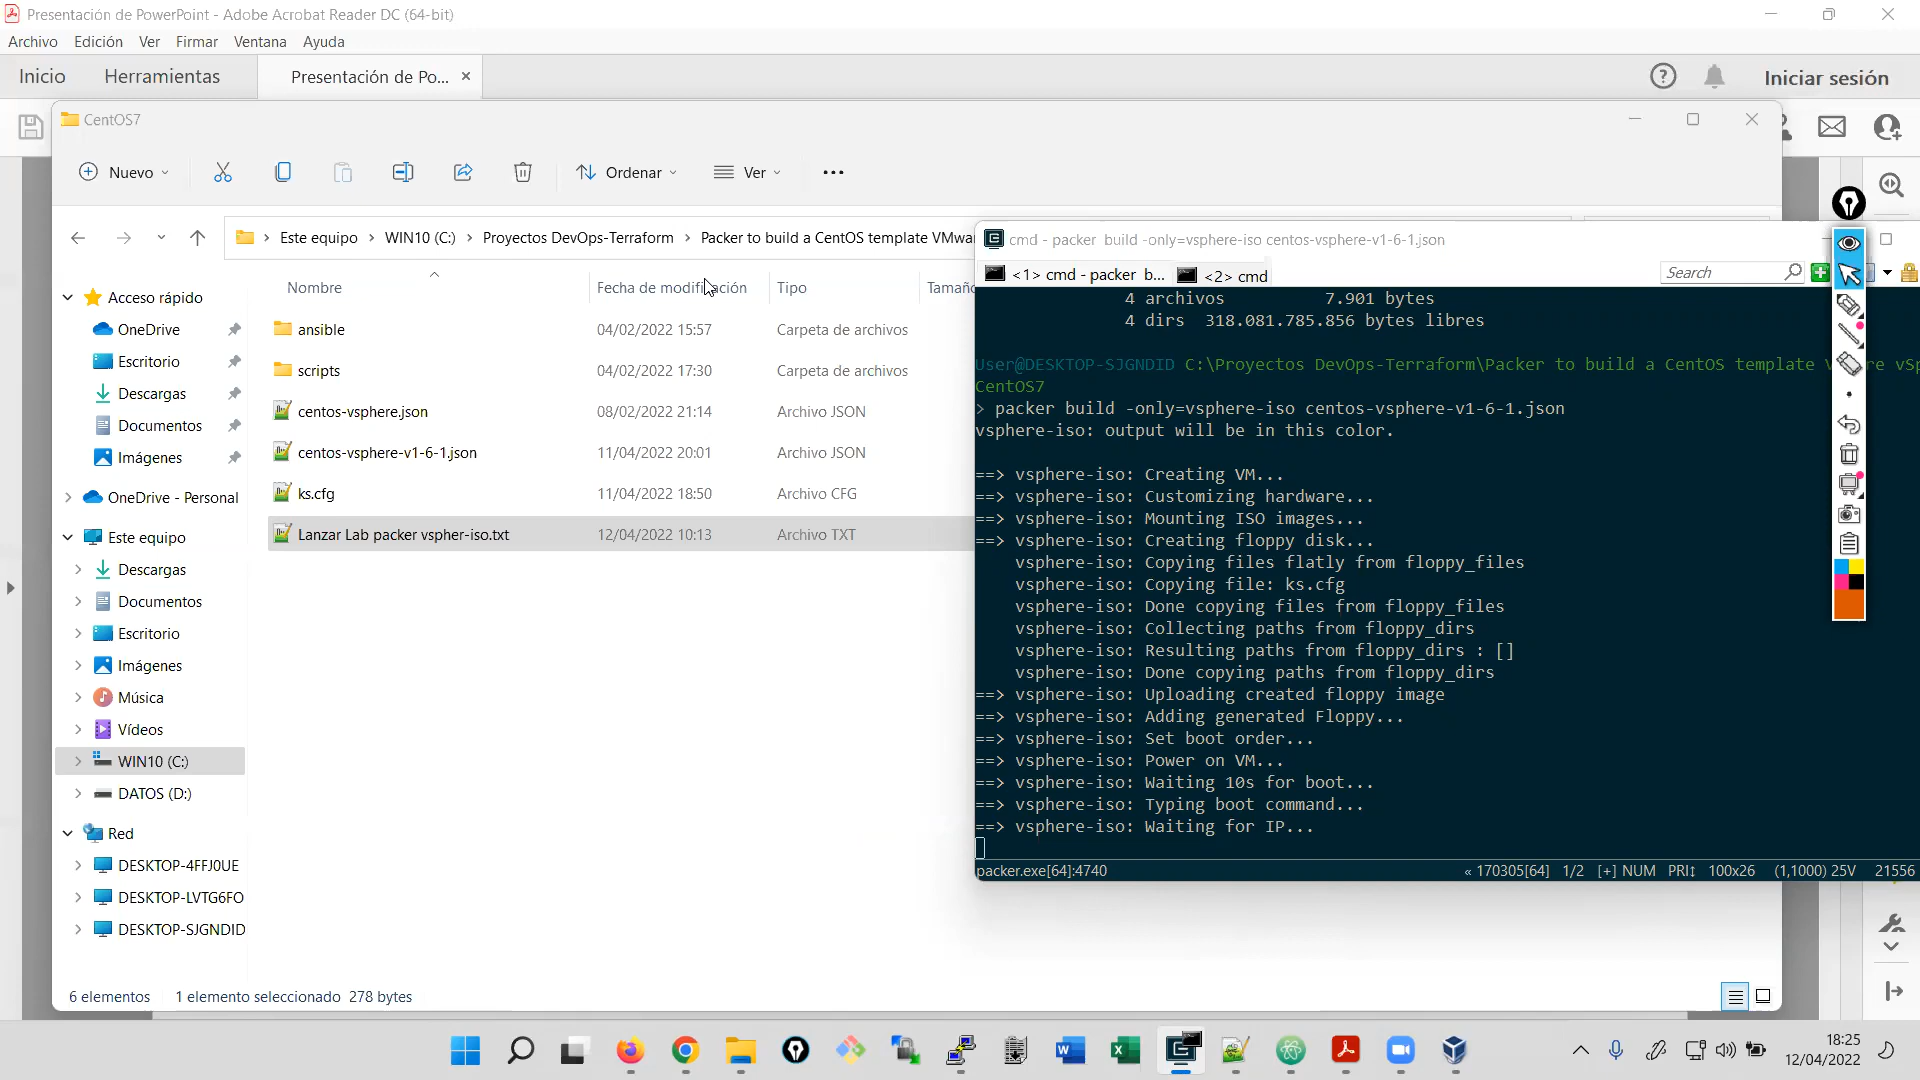 Presentación de PowerPoint - Adobe Acrobat Reader DC (64-bit)
Archivo Edición Ver Firmar Ventana Ayuda
Inicio Herramientas Presentación de Po... Iniciar sesión
CentOS7
Nuevo Ordenar Ver
Este equipo > WIN10 (C:) > Proyectos DevOps-Terraform > Packer to build a CentOS template VMwar
Nombre Fecha de modificación Tipo Tamaño
ansible 04/02/2022 15:57 Carpeta de archivos
scripts 04/02/2022 17:30 Carpeta de archivos
centos-vsphere.json 08/02/2022 21:14 Archivo JSON
centos-vsphere-v1-6-1.json 11/04/2022 20:01 Archivo JSON
ks.cfg 11/04/2022 18:50 Archivo CFG
Lanzar Lab packer vspher-iso.txt 12/04/2022 10:13 Archivo TXT
Acceso rápido
OneDrive
Escritorio
Descargas
Documentos
Imágenes
OneDrive - Personal
Este equipo
Descargas
Documentos
Escritorio
Imágenes
Música
Vídeos
WIN10 (C:)
DATOS (D:)
Red
DESKTOP-4FFJ0UE
DESKTOP-LVTG6FO
DESKTOP-SJGNDID
6 elementos 1 elemento seleccionado 278 bytes
cmd - packer build -only=vsphere-iso centos-vsphere-v1-6-1.json
<1> cmd - packer b... <2> cmd Search
4 archivos 7.901 bytes
4 dirs 318.081.785.856 bytes libres
User@DESKTOP-SJGNDID C:\Proyectos DevOps-Terraform\Packer to build a CentOS template V re vSp
CentOS7
> packer build -only=vsphere-iso centos-vsphere-v1-6-1.json
vsphere-iso: output will be in this color.
==> vsphere-iso: Creating VM...
==> vsphere-iso: Customizing hardware...
==> vsphere-iso: Mounting ISO images...
==> vsphere-iso: Creating floppy disk...
vsphere-iso: Copying files flatly from floppy_files
vsphere-iso: Copying file: ks.cfg
vsphere-iso: Done copying files from floppy_files
vsphere-iso: Collecting paths from floppy_dirs
vsphere-iso: Resulting paths from floppy_dirs : []
vsphere-iso: Done copying paths from floppy_dirs
==> vsphere-iso: Uploading created floppy image
==> vsphere-iso: Adding generated Floppy...
==> vsphere-iso: Set boot order...
==> vsphere-iso: Power on VM...
==> vsphere-iso: Waiting 10s for boot...
==> vsphere-iso: Typing boot command...
==> vsphere-iso: Waiting for IP...
packer.exe[64]:4740 « 170305[64] 1/2 [+] NUM PRI↕ 100x26 (1,1000) 25V 21556
18:25
12/04/2022